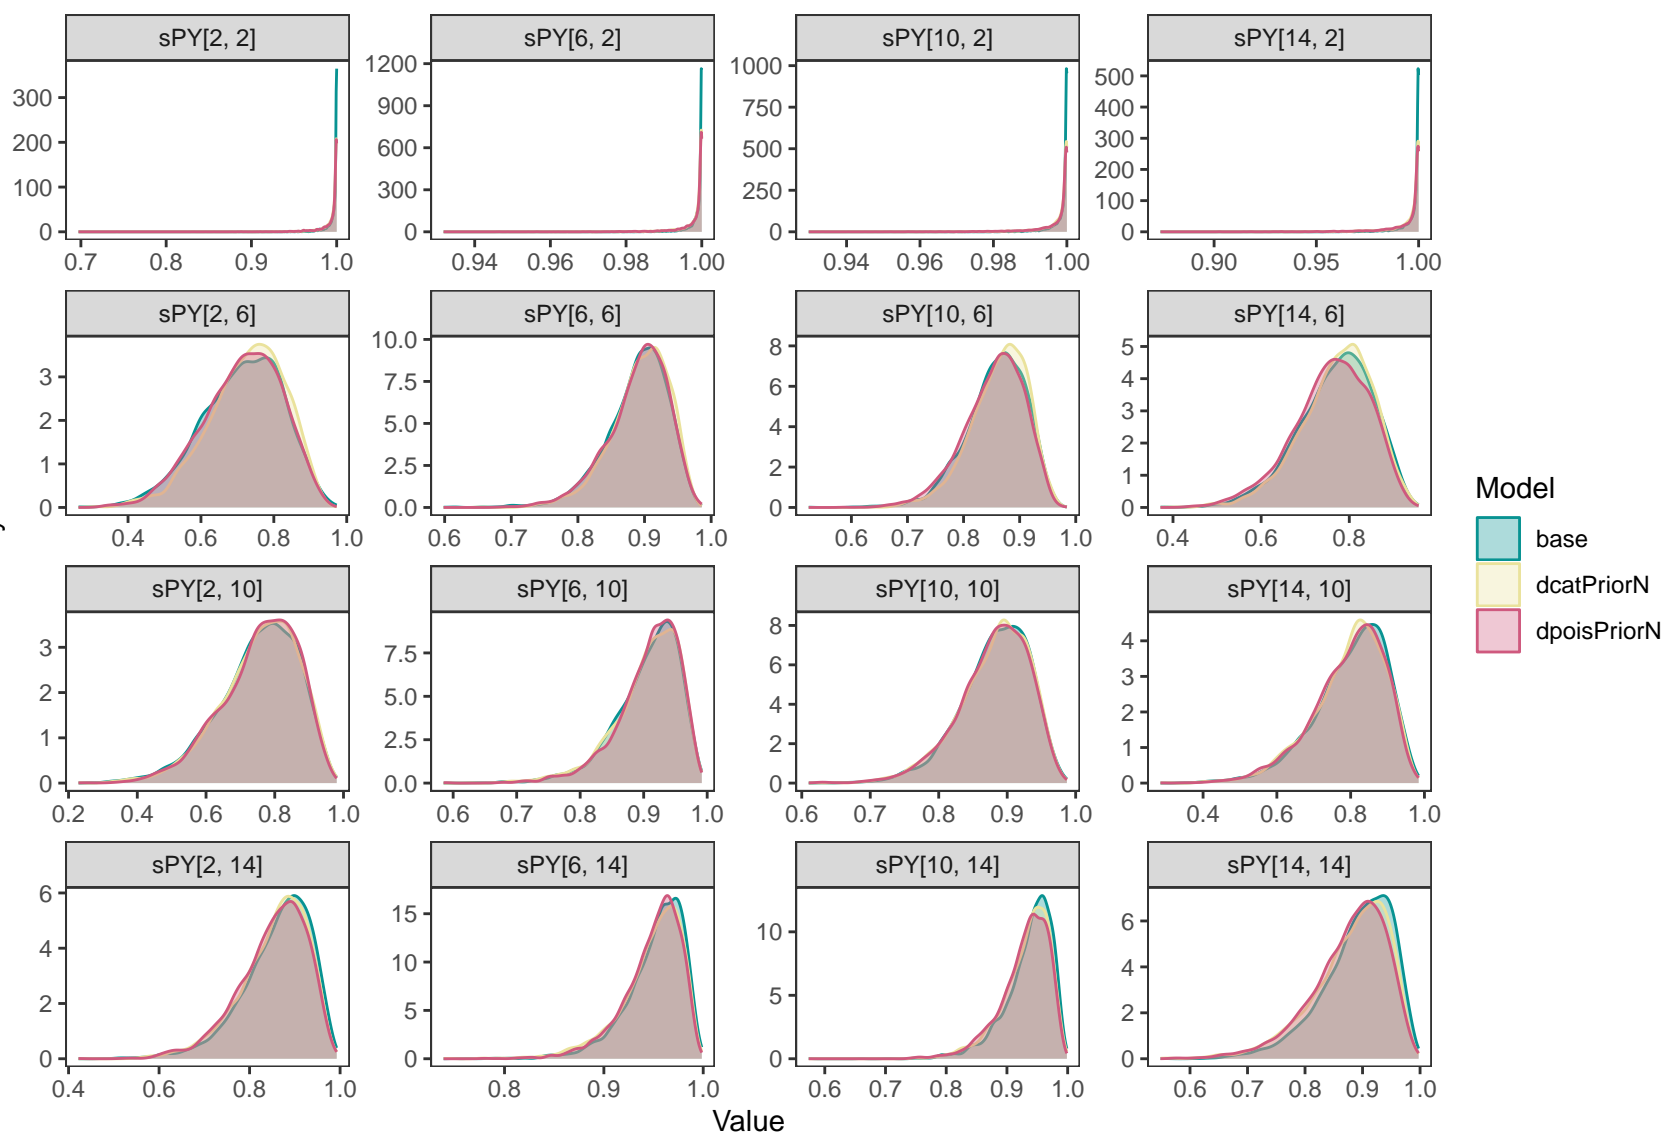 sPY[2, 2] sPY[6, 2] sPY[10, 2] sPY[14, 2]
300 200 100 0
1200 900 600 300 0
1000 750 500 250 0
500 400 300 200 100 0
0.7 0.8 0.9 1.0
0.94 0.96 0.98 1.00
0.94 0.96 0.98 1.00
0.90 0.95 1.00
sPY[2, 6] sPY[6, 6] sPY[10, 6] sPY[14, 6]
3 2 1 0
10.0 7.5 5.0 2.5 0.0
8 6 4 2 0
5 4 3 2 1 0
0.4 0.6 0.8 1.0
0.6 0.7 0.8 0.9 1.0
0.6 0.7 0.8 0.9 1.0
0.4 0.6 0.8
sPY[2, 10] sPY[6, 10] sPY[10, 10] sPY[14, 10]
3 2 1 0
7.5 5.0 2.5 0.0
8 6 4 2 0
4 3 2 1 0
0.2 0.4 0.6 0.8 1.0
0.6 0.7 0.8 0.9 1.0
0.6 0.7 0.8 0.9 1.0
0.4 0.6 0.8 1.0
sPY[2, 14] sPY[6, 14] sPY[10, 14] sPY[14, 14]
6 4 2 0
15 10 5 0
10 5 0
6 4 2 0
0.4 0.6 0.8 1.0
0.8 0.9 1.0
0.6 0.7 0.8 0.9 1.0
0.6 0.7 0.8 0.9 1.0
Value
Model
base
dcatPriorN
dpoisPriorN